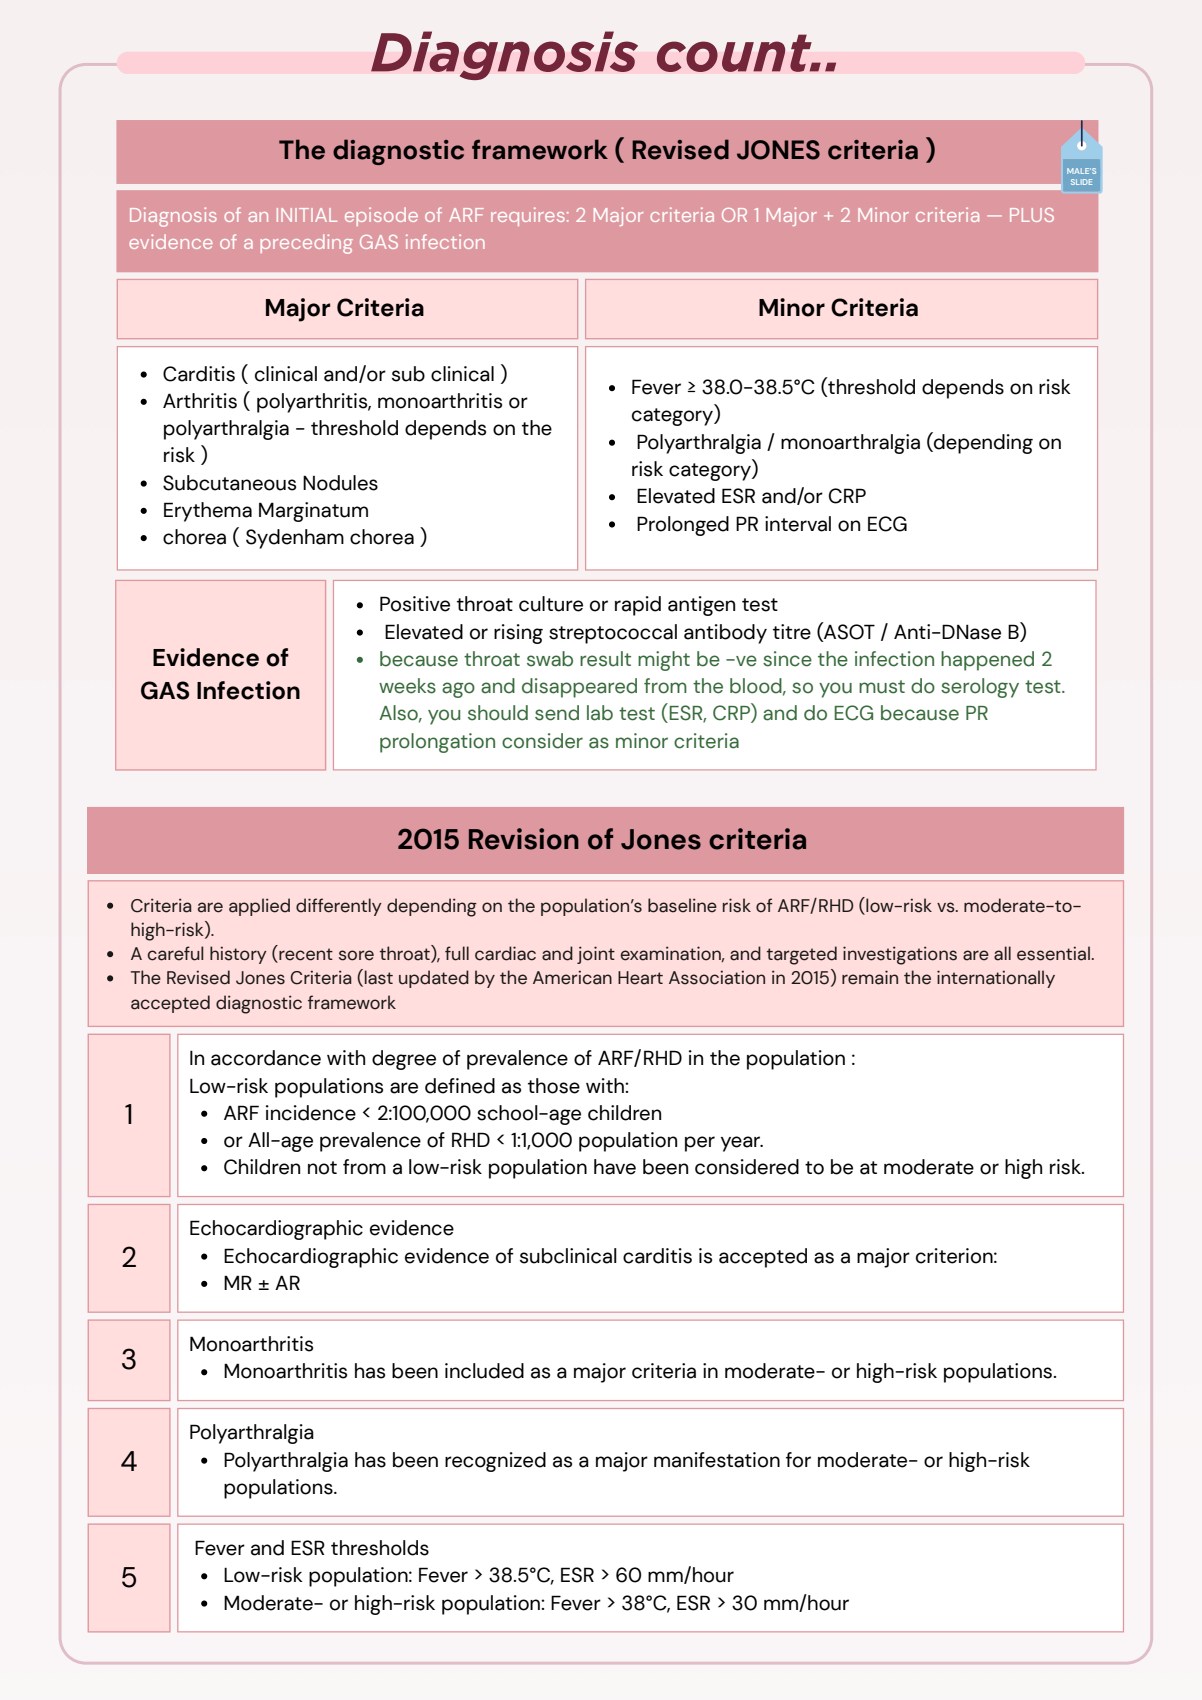 Diagnosis count..
The diagnostic framework ( Revised JONES criteria )
MALE'S
SLIDE
Diagnosis of an INITIAL episode of ARF requires: 2 Major criteria OR 1 Major + 2 Minor criteria — PLUS
evidence of a preceding GAS infection
Major Criteria
Minor Criteria
• Carditis ( clinical and/or sub clinical )
• Arthritis ( polyarthritis, monoarthritis or
polyarthralgia - threshold depends on the
risk )
• Subcutaneous Nodules
• Erythema Marginatum
• chorea ( Sydenham chorea )
• Fever ≥ 38.0-38.5°C (threshold depends on risk
category)
• Polyarthralgia / monoarthralgia (depending on
risk category)
• Elevated ESR and/or CRP
• Prolonged PR interval on ECG
Evidence of
GAS Infection
• Positive throat culture or rapid antigen test
• Elevated or rising streptococcal antibody titre (ASOT / Anti-DNase B)
• because throat swab result might be -ve since the infection happened 2
weeks ago and disappeared from the blood, so you must do serology test.
Also, you should send lab test (ESR, CRP) and do ECG because PR
prolongation consider as minor criteria
2015 Revision of Jones criteria
• Criteria are applied differently depending on the population's baseline risk of ARF/RHD (low-risk vs. moderate-to-
high-risk).
• A careful history (recent sore throat), full cardiac and joint examination, and targeted investigations are all essential.
• The Revised Jones Criteria (last updated by the American Heart Association in 2015) remain the internationally
accepted diagnostic framework
1
In accordance with degree of prevalence of ARF/RHD in the population :
Low-risk populations are defined as those with:
• ARF incidence < 2:100,000 school-age children
• or All-age prevalence of RHD < 1:1,000 population per year.
• Children not from a low-risk population have been considered to be at moderate or high risk.
2
Echocardiographic evidence
• Echocardiographic evidence of subclinical carditis is accepted as a major criterion:
• MR ± AR
3
Monoarthritis
• Monoarthritis has been included as a major criteria in moderate- or high-risk populations.
4
Polyarthralgia
• Polyarthralgia has been recognized as a major manifestation for moderate- or high-risk
populations.
5
Fever and ESR thresholds
• Low-risk population: Fever > 38.5°C, ESR > 60 mm/hour
• Moderate- or high-risk population: Fever > 38°C, ESR > 30 mm/hour